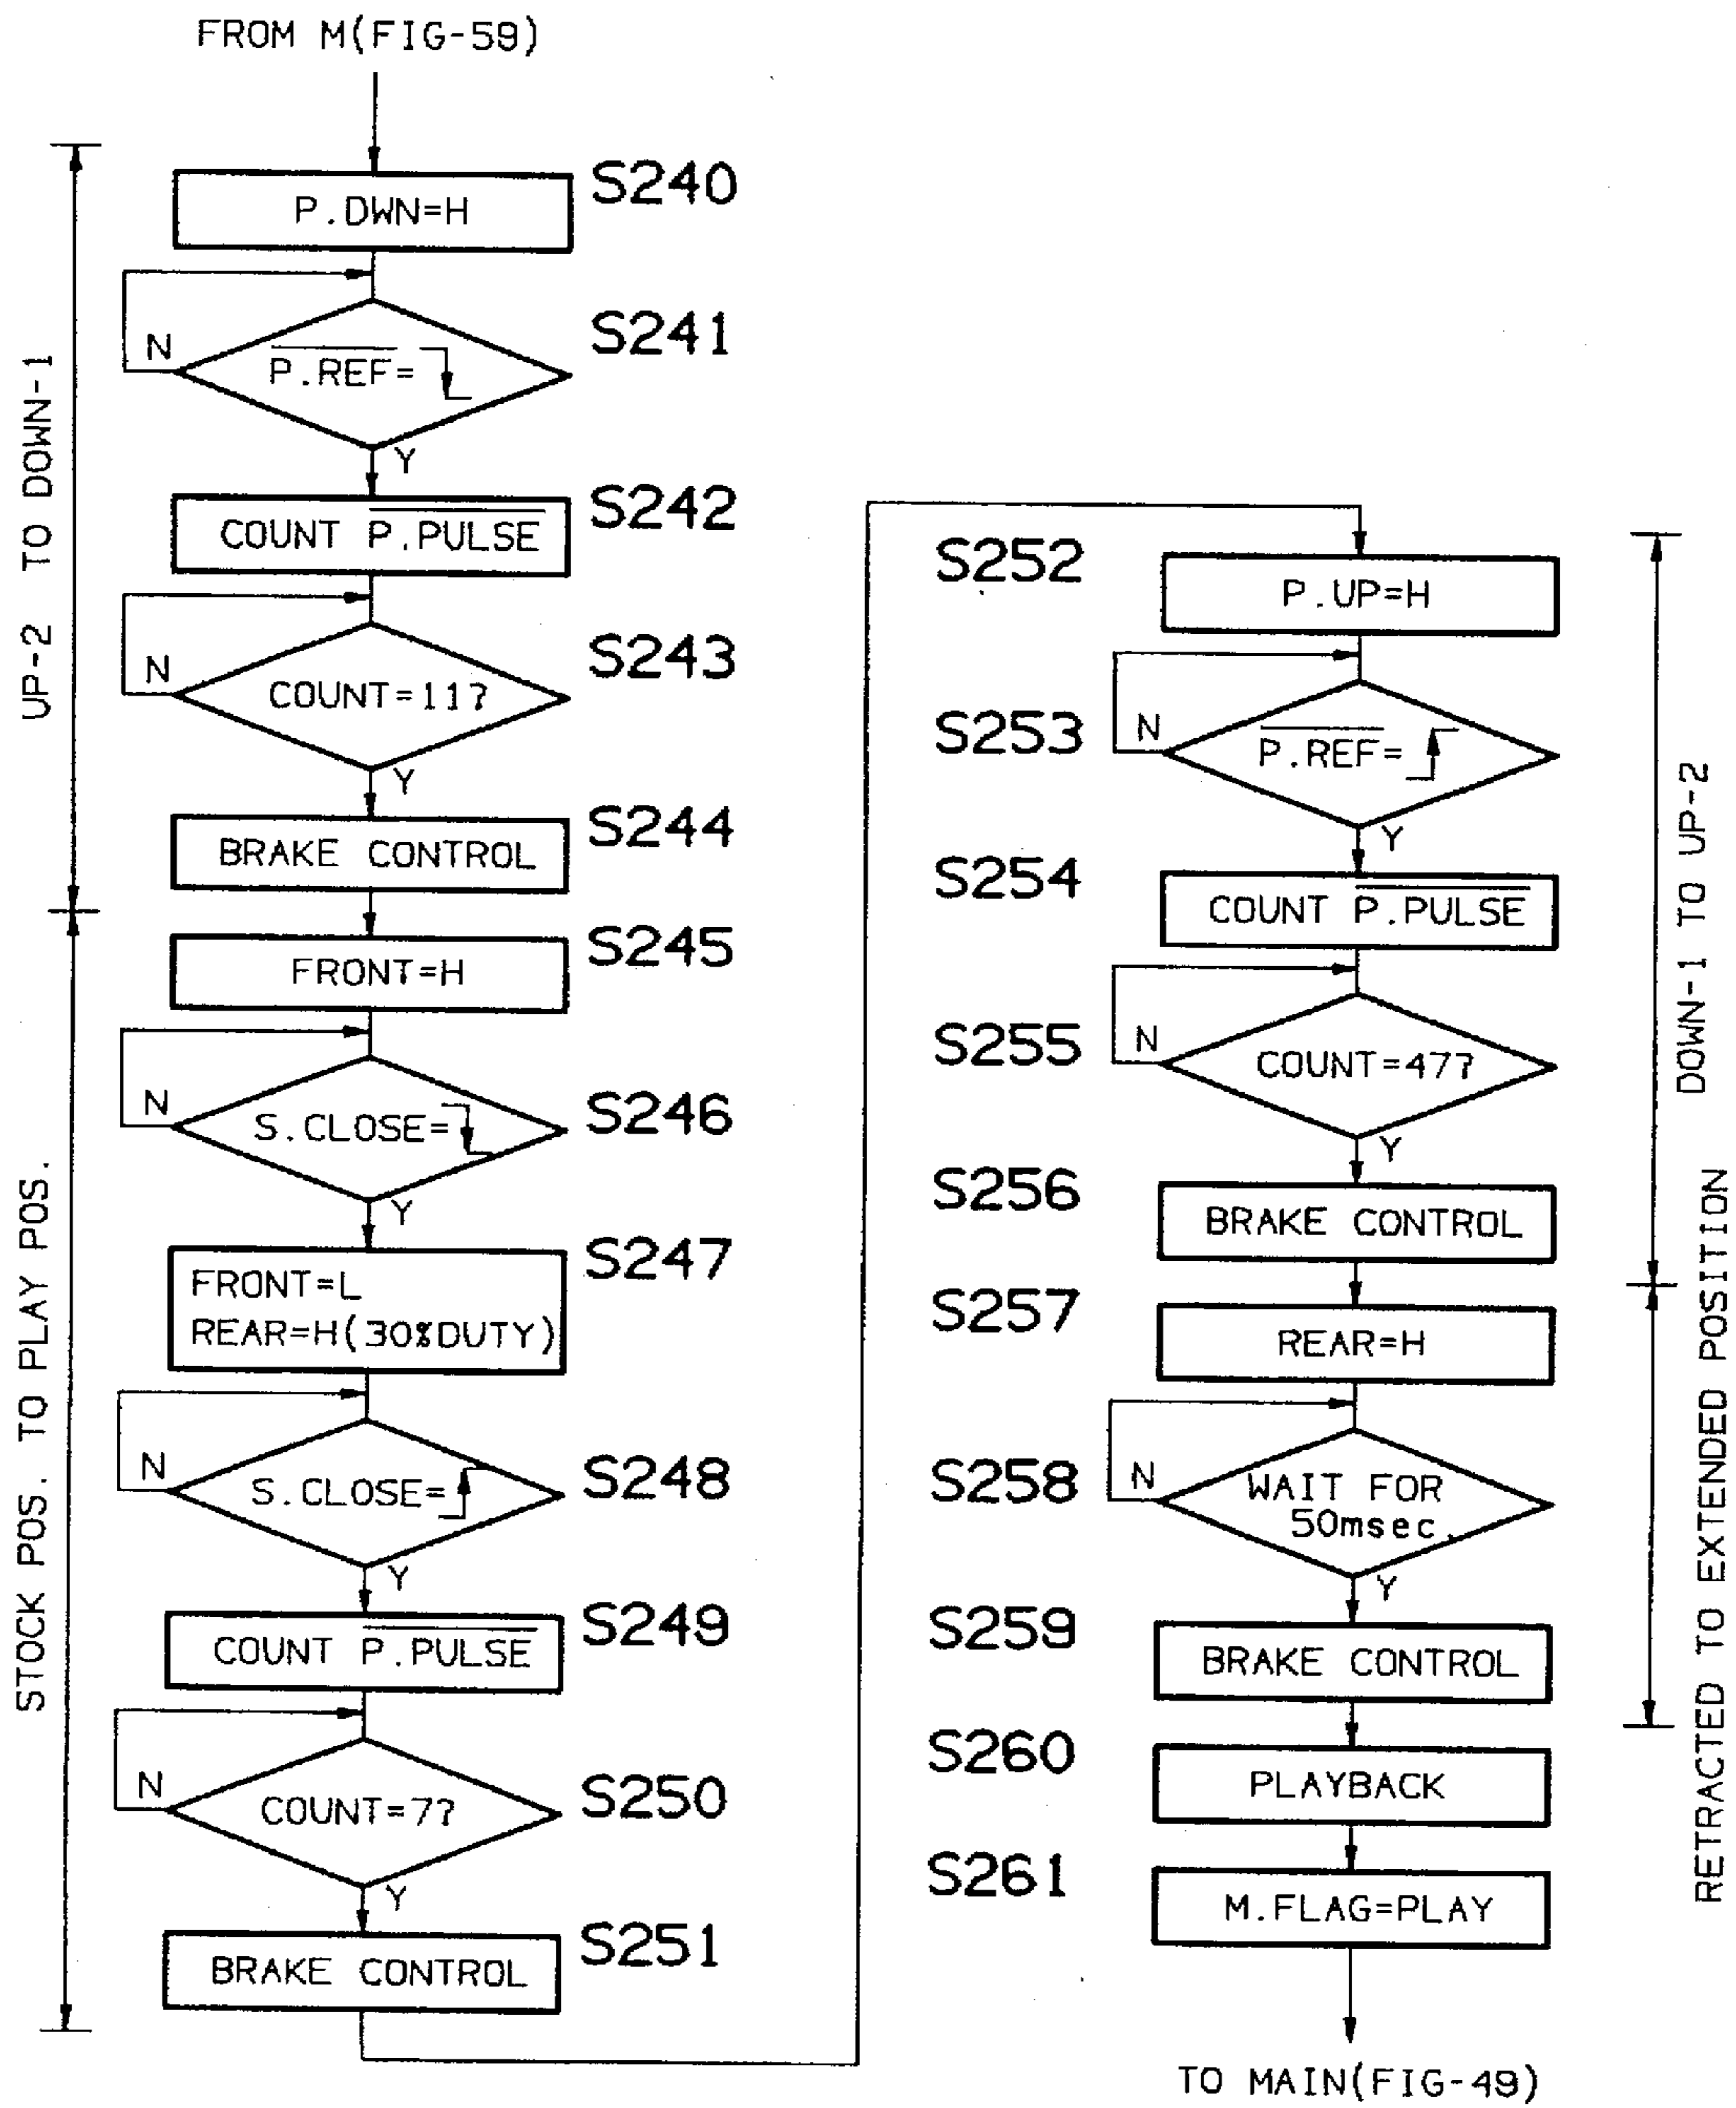 FROM M(FIG-59)
UP-2 TO DOWN-1
P.DWN=H
S240
P.REF=
S241
N
Y
COUNT P.PULSE
S242
COUNT=11?
S243
N
Y
BRAKE CONTROL
S244
STOCK POS. TO PLAY POS.
FRONT=H
S245
S.CLOSE=
S246
N
Y
FRONT=L
REAR=H(30%DUTY)
S247
S.CLOSE=
S248
N
Y
COUNT P.PULSE
S249
COUNT=7?
S250
N
Y
BRAKE CONTROL
S251
DOWN-1 TO UP-2
S252
P.UP=H
S253
P.REF=
N
Y
S254
COUNT P.PULSE
S255
COUNT=47?
N
Y
S256
BRAKE CONTROL
RETRACTED TO EXTENDED POSITION
S257
REAR=H
S258
WAIT FOR
50msec.
N
Y
S259
BRAKE CONTROL
S260
PLAYBACK
S261
M.FLAG=PLAY
TO MAIN(FIG-49)